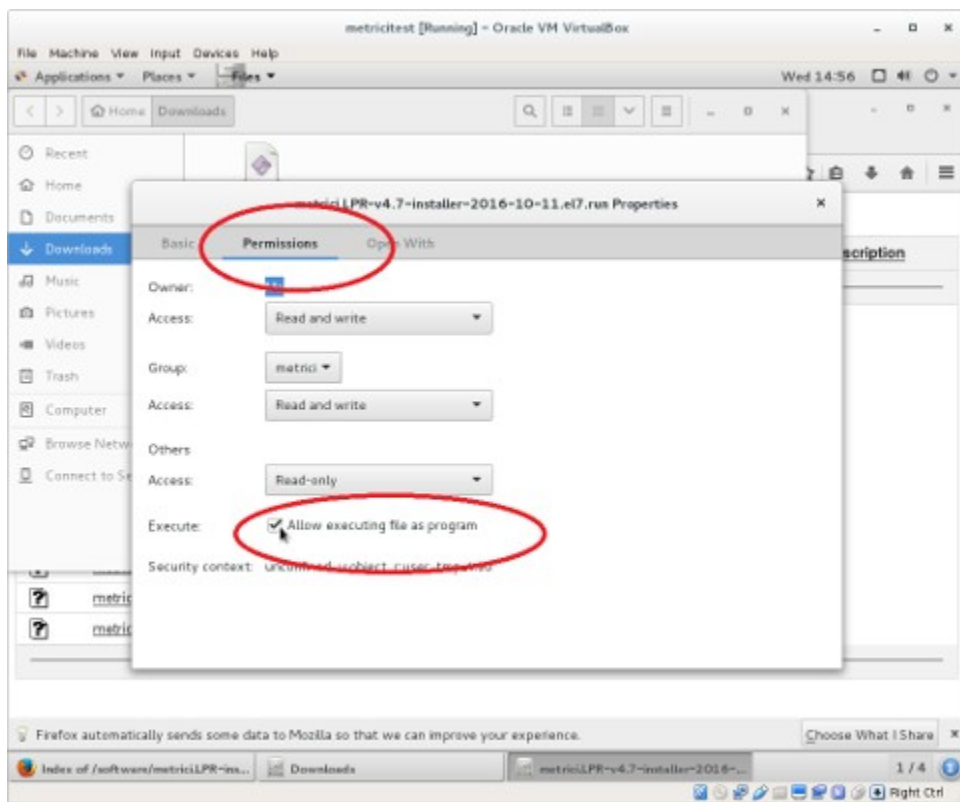 metricitest [Running] - Oracle VM VirtualBox
File Machine View Input Devices Help
Applications Places Files Wed 14:56
Home Downloads
Recent
Home
Documents
Downloads
Music
Pictures
Videos
Trash
Computer
Browse Netw
Connect to Se
metriciLPR-v4.7-installer-2016-10-11.el7.run Properties
Basic Permissions Open With
Owner:
Access: Read and write
Group: metrici
Access: Read and write
Others
Access: Read-only
Execute: Allow executing file as program
Security context:
scription
metric
metric
Firefox automatically sends some data to Mozilla so that we can improve your experience. Choose What I Share
Index of /software/metriciLPR-ins... Downloads metriciLPR-v4.7-installer-2016-... 1 / 4
Right Ctrl